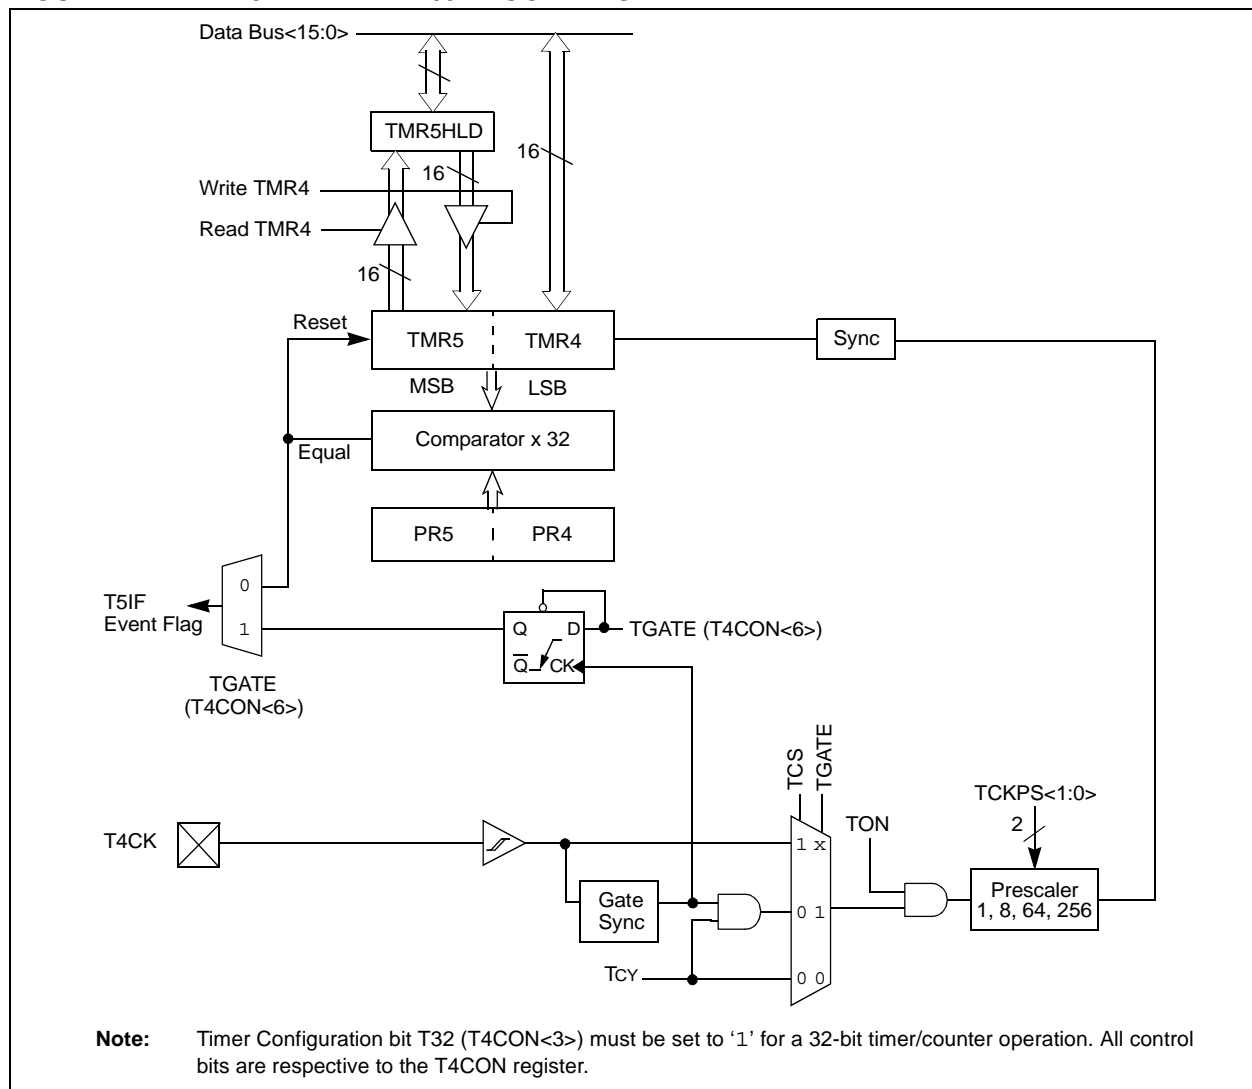 Data Bus<15:0>
TMR5HLD
16
16
Write TMR4
Read TMR4
16
Reset
TMR5
TMR4
Sync
MSB
LSB
Equal
Comparator x 32
PR5
PR4
0
T5IF
Event Flag
1
Q
D
TGATE (T4CON<6>)
Q
CK
TGATE
(T4CON<6>)
TCS
TGATE
TCKPS<1:0>
2
TON
T4CK
1 x
Prescaler
1, 8, 64, 256
Gate
Sync
0 1
TCY
0 0
Note: Timer Configuration bit T32 (T4CON<3>) must be set to ‘1’ for a 32-bit timer/counter operation. All control
bits are respective to the T4CON register.